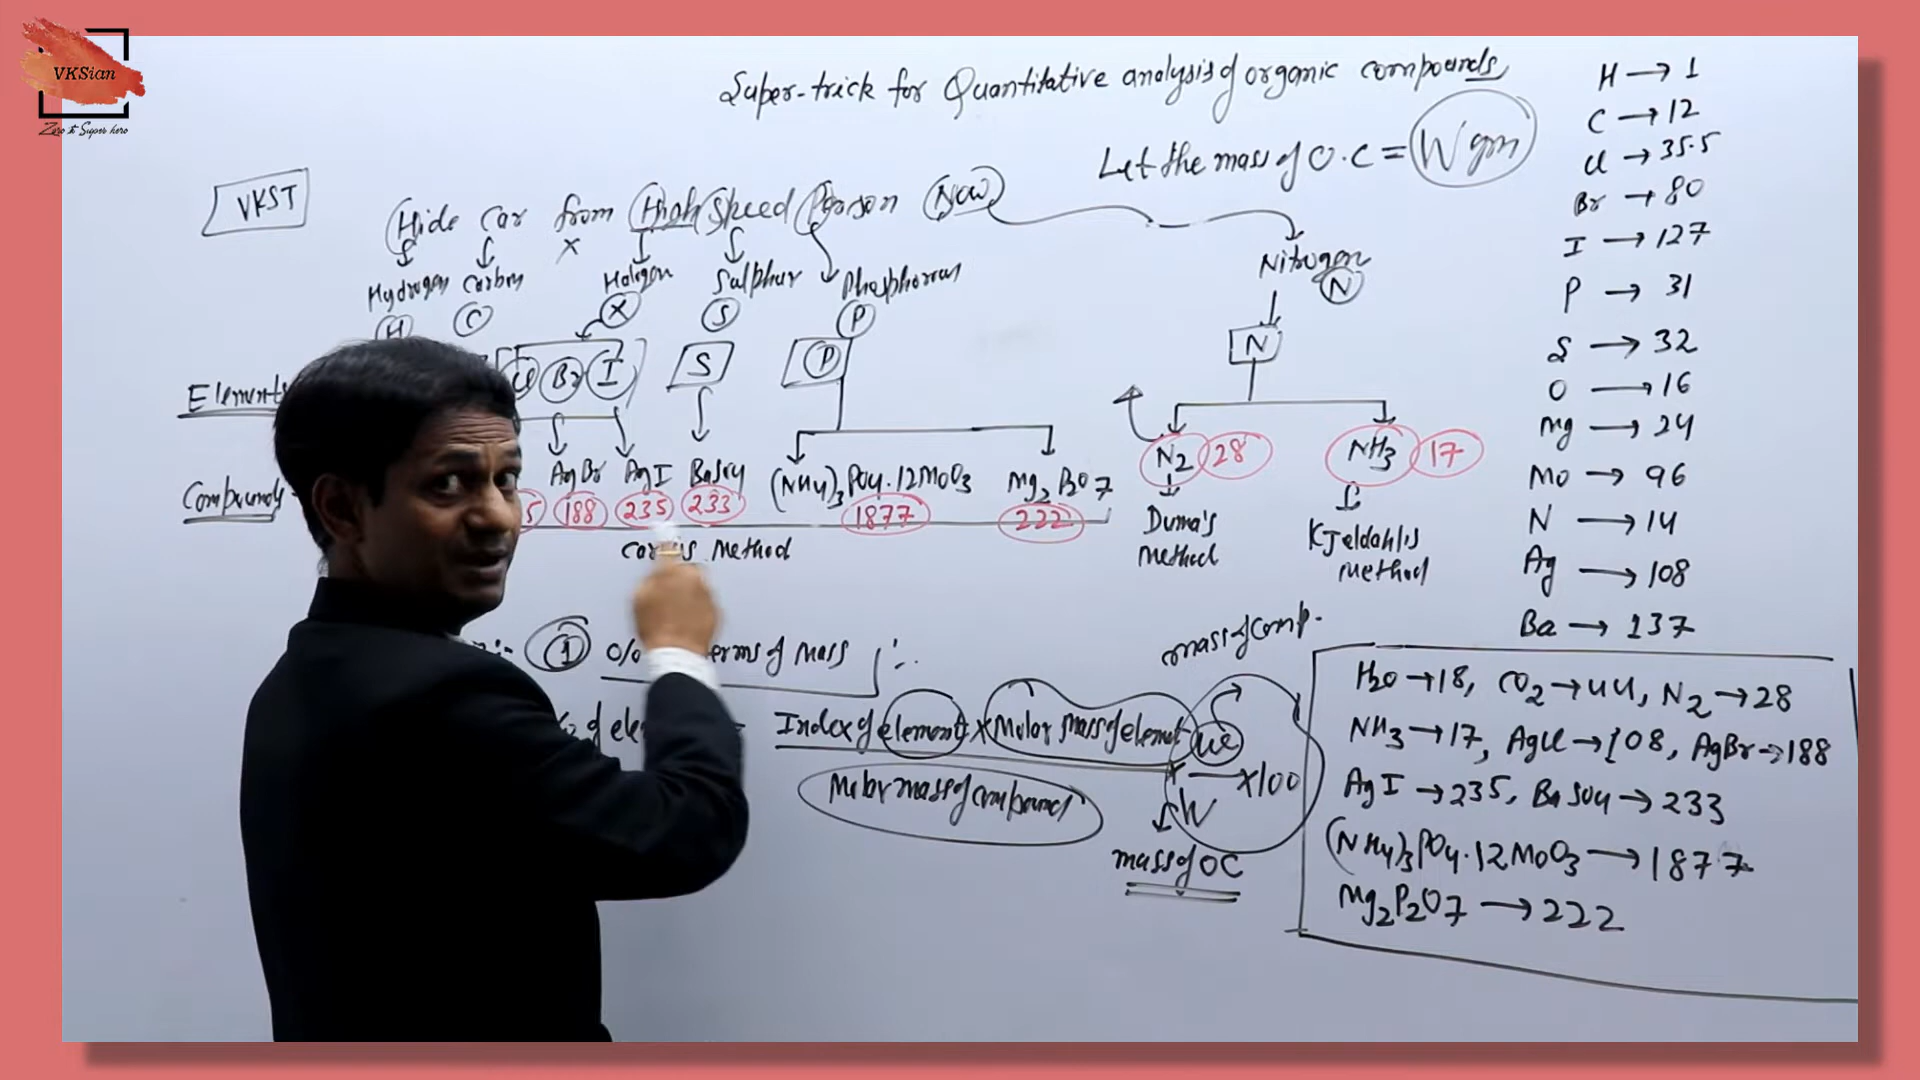 VKSian
Zero to Super hero
Super-trick for Quantitative analysis of organic compounds
Let the mass of O.C = W gm
VKST
Hide Car from High Speed Person Now
x
Hydrogen Carbon Halogen Sulphur Phosphorous Nitrogen
H C X S P N
Elements
Cl Br I S P N
Compounds
AgBr AgI BaSO4 (NH4)3PO4.12MoO3 Mg2P2O7 N2 28 NH3 17
5 188 235 233 1877 222
Method
Duma's Method
KJeldahl's Method
1 % terms of Mass :-
mass of comp.
% of ele = Index of element x Molar Mass of element
Molar mass of compound
x W x100
mass of OC
H → 1
C → 12
Cl → 35.5
Br → 80
I → 127
P → 31
S → 32
O → 16
Mg → 24
Mo → 96
N → 14
Ag → 108
Ba → 137
H2O → 18, CO2 → 44, N2 → 28
NH3 → 17, AgCl → 108, AgBr → 188
AgI → 235, BaSO4 → 233
(NH4)3PO4.12MoO3 → 1877
Mg2P2O7 → 222